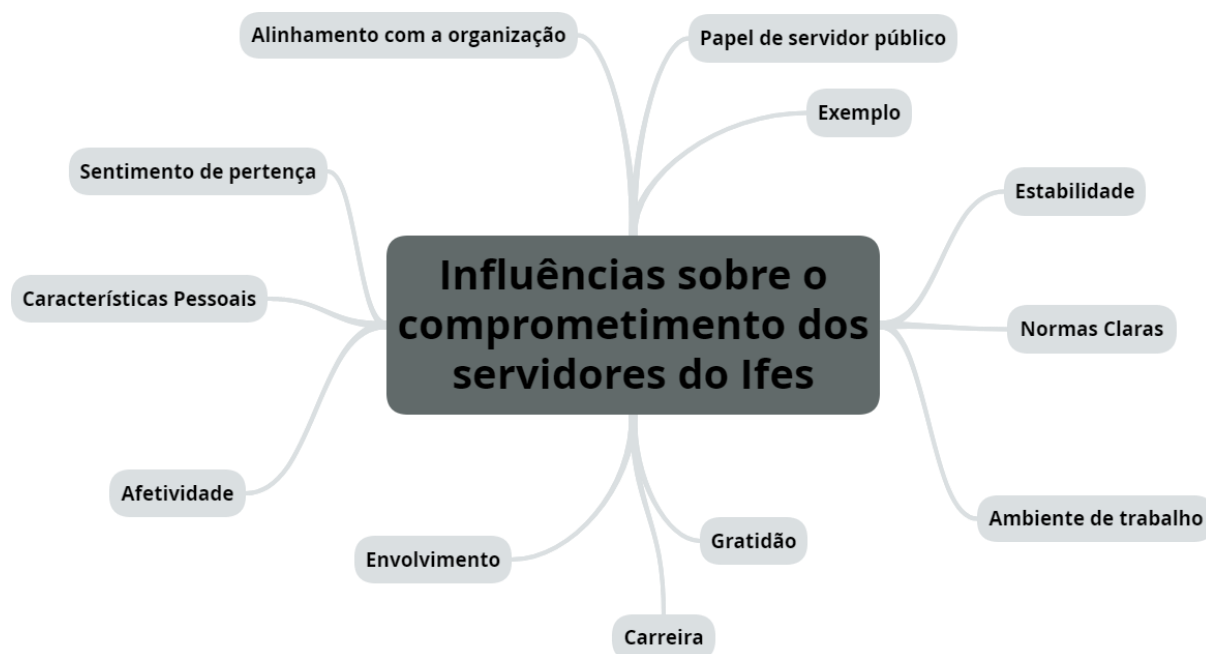 Alinhamento com a organização
Papel de servidor público
Exemplo
Sentimento de pertença
Estabilidade
Influências sobre o
comprometimento dos
servidores do Ifes
Características Pessoais
Normas Claras
Afetividade
Ambiente de trabalho
Envolvimento
Gratidão
Carreira